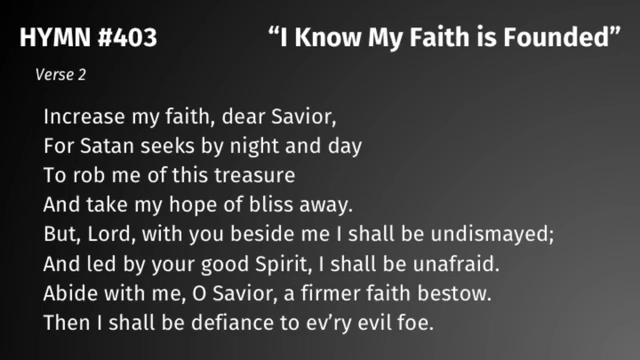 HYMN #403 “I Know My Faith is Founded”
Verse 2
Increase my faith, dear Savior,
For Satan seeks by night and day
To rob me of this treasure
And take my hope of bliss away.
But, Lord, with you beside me I shall be undismayed;
And led by your good Spirit, I shall be unafraid.
Abide with me, O Savior, a firmer faith bestow.
Then I shall be defiance to ev’ry evil foe.